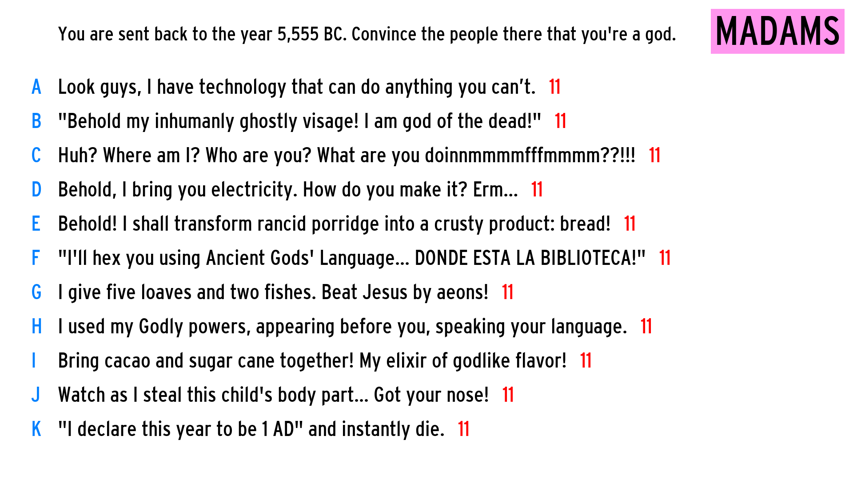 You are sent back to the year 5,555 BC. Convince the people there that you're a god. MADAMS
A Look guys, I have technology that can do anything you can’t. 11
B "Behold my inhumanly ghostly visage! I am god of the dead!" 11
C Huh? Where am I? Who are you? What are you doinnmmmmfffmmmm??!!! 11
D Behold, I bring you electricity. How do you make it? Erm... 11
E Behold! I shall transform rancid porridge into a crusty product: bread! 11
F "I'll hex you using Ancient Gods' Language... DONDE ESTA LA BIBLIOTECA!" 11
G I give five loaves and two fishes. Beat Jesus by aeons! 11
H I used my Godly powers, appearing before you, speaking your language. 11
I Bring cacao and sugar cane together! My elixir of godlike flavor! 11
J Watch as I steal this child's body part... Got your nose! 11
K "I declare this year to be 1 AD" and instantly die. 11